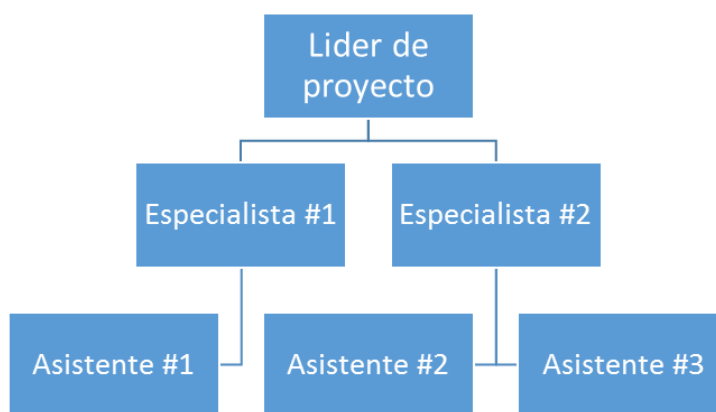 Lider de
proyecto
Especialista #1
Especialista #2
Asistente #1
Asistente #2
Asistente #3